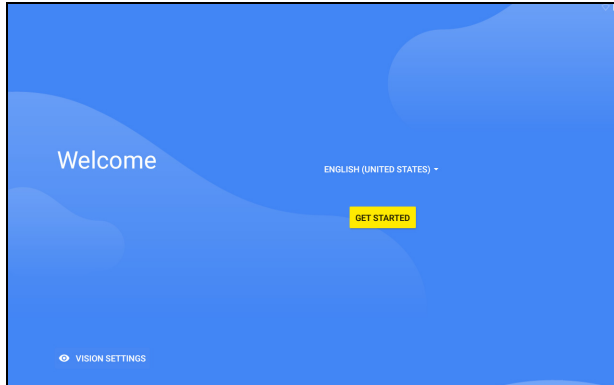 Welcome
ENGLISH (UNITED STATES)
GET STARTED
VISION SETTINGS